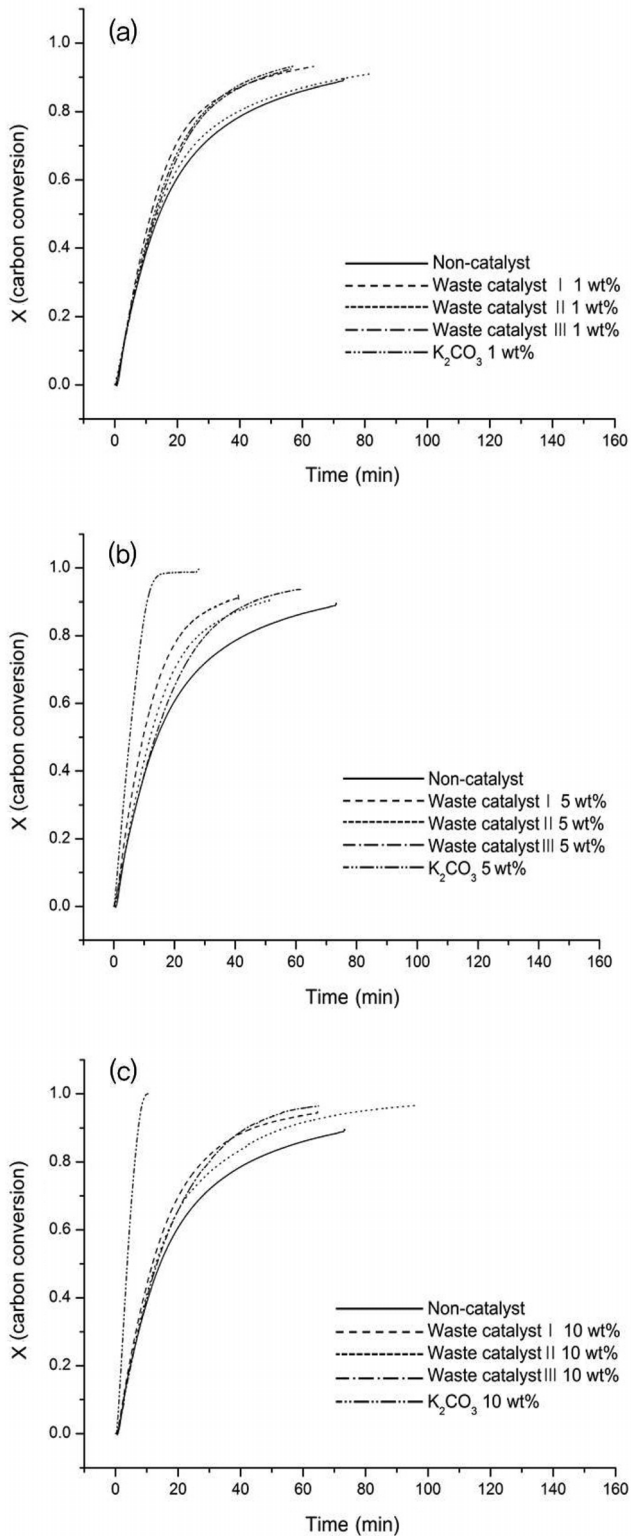 (a)
1.0
0.8
0.6
0.4
0.2
0.0
X (carbon conversion)
Non-catalyst
Waste catalyst Ⅰ 1 wt%
Waste catalyst Ⅱ 1 wt%
Waste catalyst Ⅲ 1 wt%
K₂CO₃ 1 wt%
0 20 40 60 80 100 120 140 160
Time (min)
(b)
1.0
0.8
0.6
0.4
0.2
0.0
X (carbon conversion)
Non-catalyst
Waste catalyst Ⅰ 5 wt%
Waste catalyst Ⅱ 5 wt%
Waste catalyst Ⅲ 5 wt%
K₂CO₃ 5 wt%
0 20 40 60 80 100 120 140 160
Time (min)
(c)
1.0
0.8
0.6
0.4
0.2
0.0
X (carbon conversion)
Non-catalyst
Waste catalyst Ⅰ 10 wt%
Waste catalyst Ⅱ 10 wt%
Waste catalyst Ⅲ 10 wt%
K₂CO₃ 10 wt%
0 20 40 60 80 100 120 140 160
Time (min)